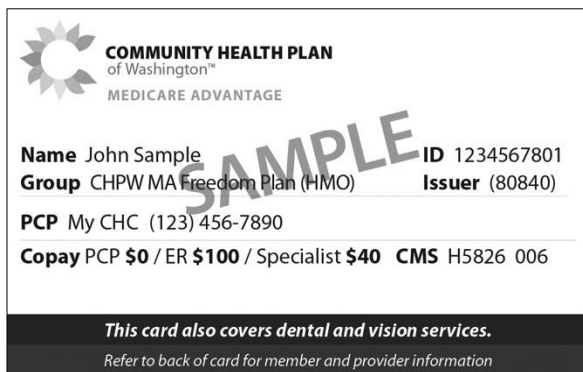 COMMUNITY HEALTH PLAN
of Washington™
MEDICARE ADVANTAGE
SAMPLE
Name John Sample ID 1234567801
Group CHPW MA Freedom Plan (HMO) Issuer (80840)
PCP My CHC (123) 456-7890
Copay PCP $0 / ER $100 / Specialist $40 CMS H5826 006
This card also covers dental and vision services.
Refer to back of card for member and provider information